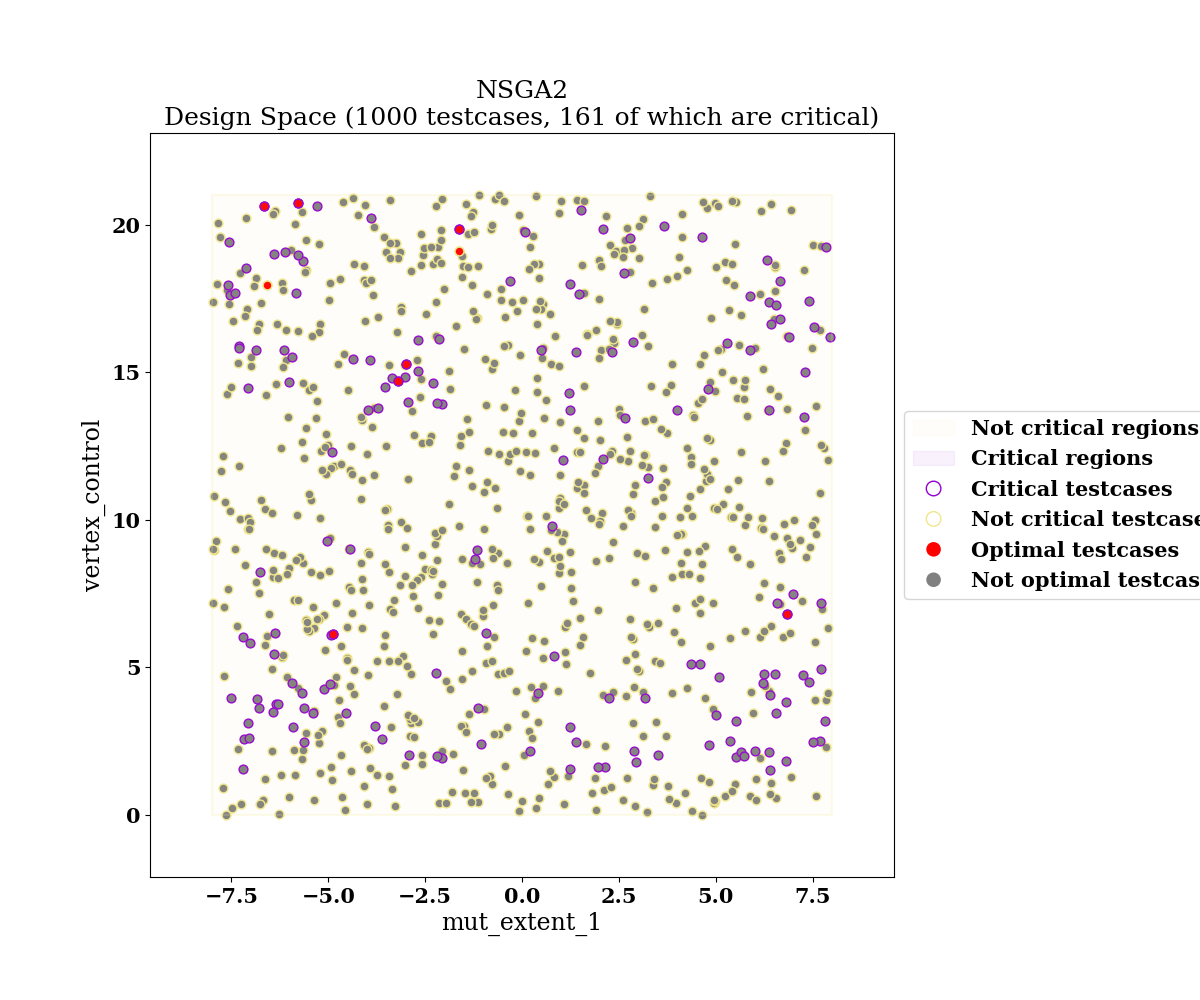 NSGA2
Design Space (1000 testcases, 161 of which are critical)
20
15
10
5
0
vertex_control
−7.5
−5.0
−2.5
0.0
2.5
5.0
7.5
mut_extent_1
Not critical regions
Critical regions
Critical testcases
Not critical testcase
Optimal testcases
Not optimal testcas